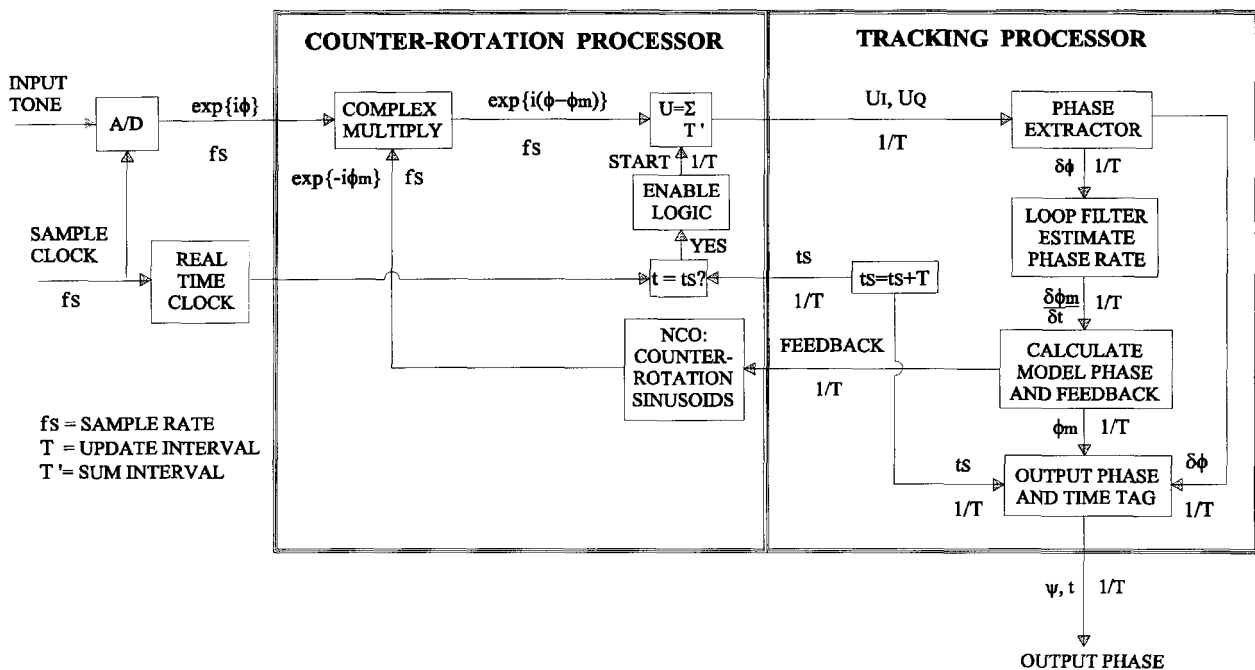 COUNTER-ROTATION PROCESSOR
TRACKING PROCESSOR
INPUT
TONE
A/D
exp{iϕ}
fs
COMPLEX
MULTIPLY
exp{i(ϕ−ϕm)}
fs
U=Σ
T '
UI, UQ
1/T
PHASE
EXTRACTOR
exp{-iϕm}
fs
START
1/T
ENABLE
LOGIC
YES
δϕ
1/T
LOOP FILTER
ESTIMATE
PHASE RATE
SAMPLE
CLOCK
fs
REAL
TIME
CLOCK
t = ts?
ts
1/T
ts=ts+T
δϕm
δt
1/T
NCO:
COUNTER-
ROTATION
SINUSOIDS
FEEDBACK
1/T
CALCULATE
MODEL PHASE
AND FEEDBACK
fs = SAMPLE RATE
T = UPDATE INTERVAL
T '= SUM INTERVAL
ϕm
1/T
ts
1/T
OUTPUT PHASE
AND TIME TAG
δϕ
1/T
ψ, t
1/T
OUTPUT PHASE